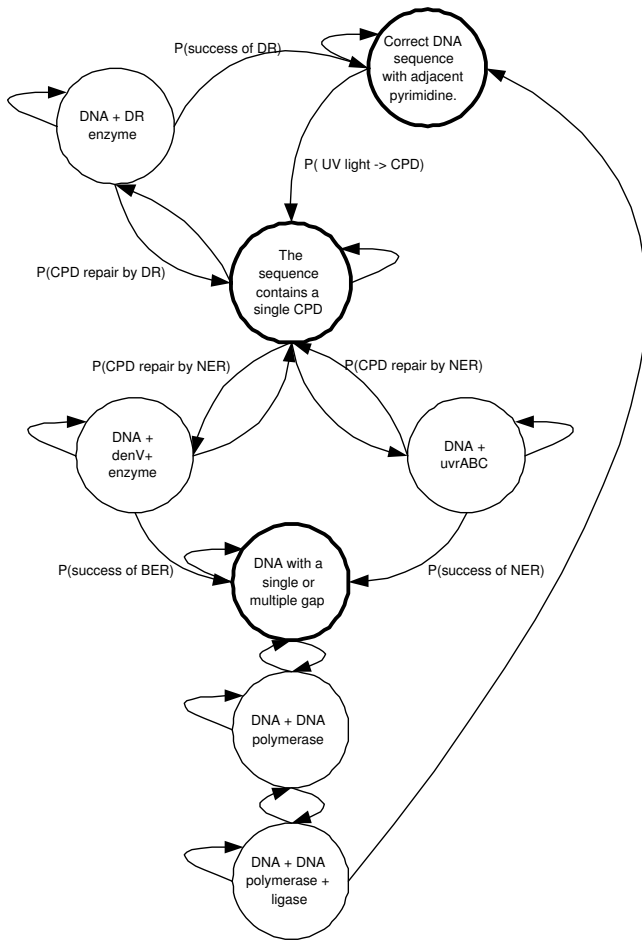 P(success of DR)
Correct DNA
sequence
with adjacent
pyrimidine.
DNA + DR
enzyme
P( UV light -> CPD)
P(CPD repair by DR)
The
sequence
contains a
single CPD
P(CPD repair by NER)
P(CPD repair by NER)
DNA +
denV+
enzyme
DNA +
uvrABC
P(success of BER)
DNA with a
single or
multiple gap
P(success of NER)
DNA + DNA
polymerase
DNA + DNA
polymerase +
ligase